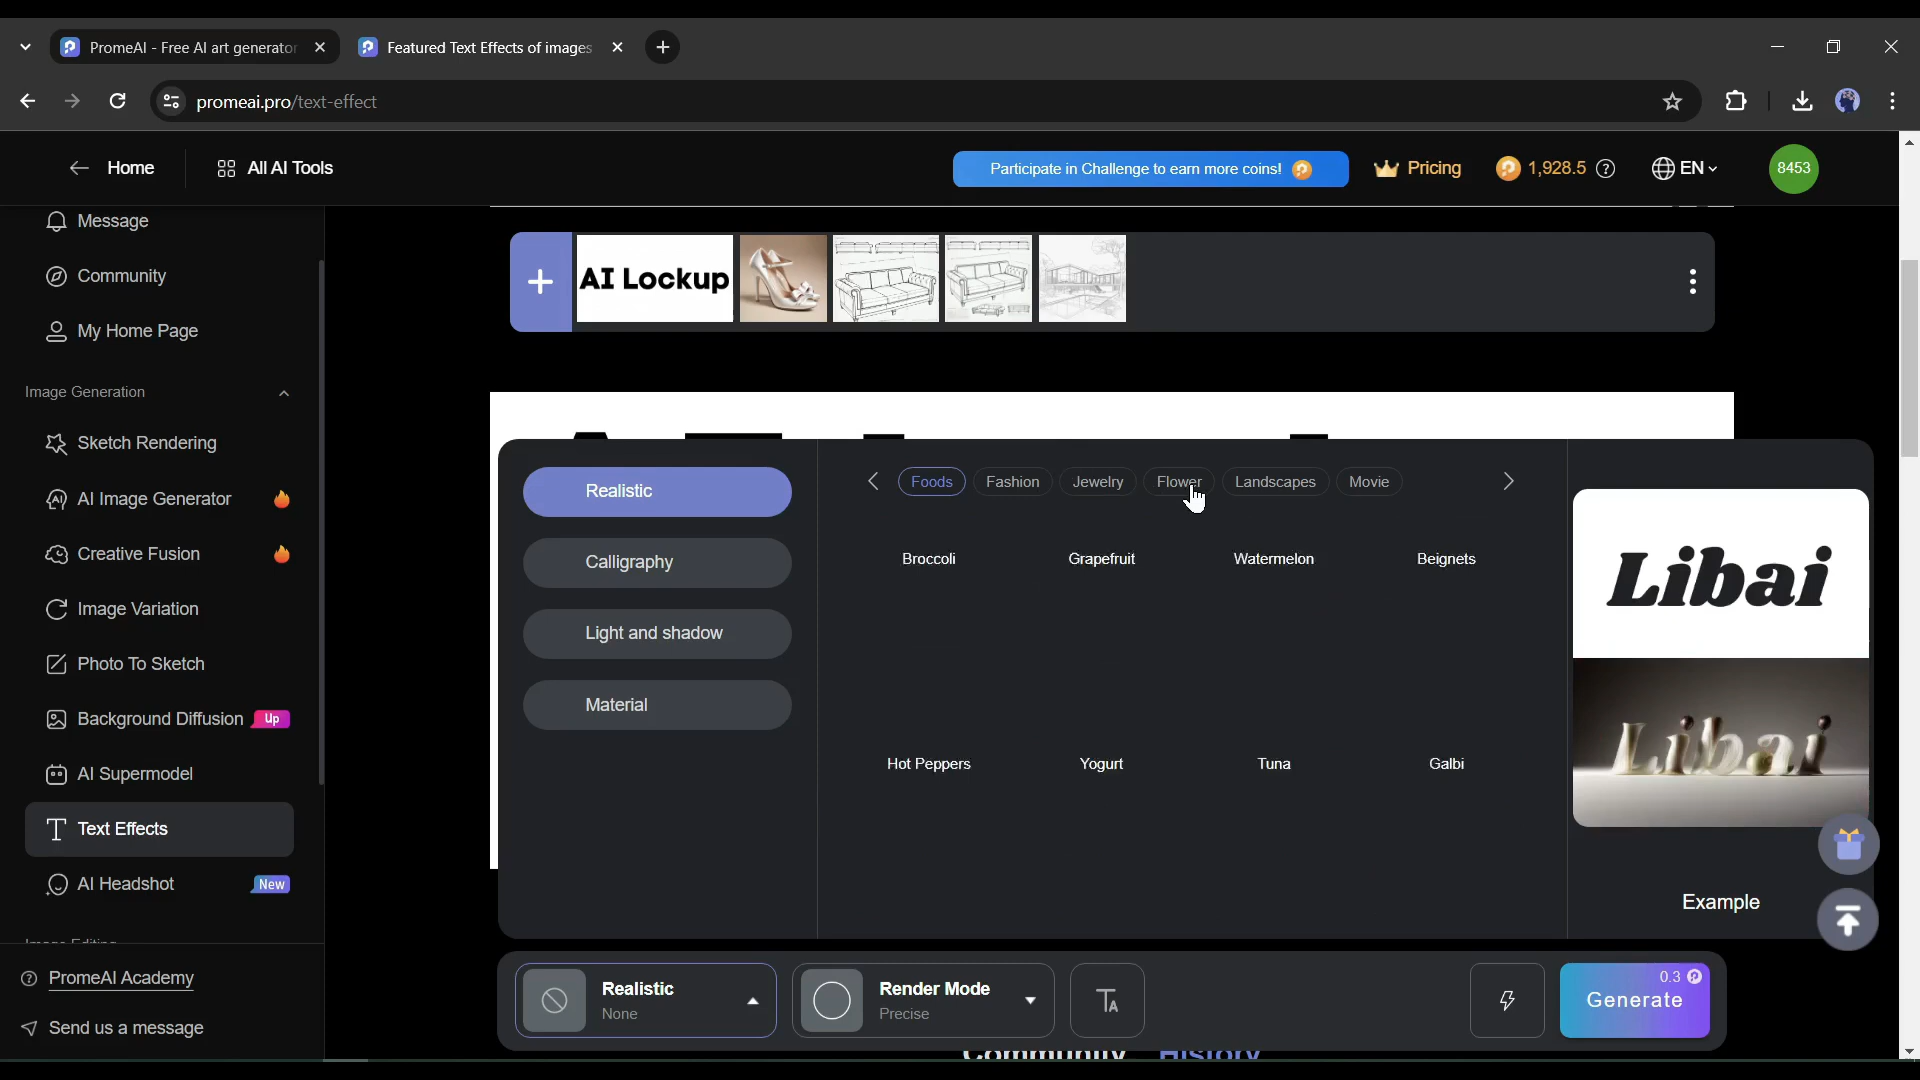 PromeAI - Free AI art generator
Featured Text Effects of images
promeai.pro/text-effect
Home
All AI Tools
Participate in Challenge to earn more coins!
Pricing
1,928.5
EN
8453
Message
Community
My Home Page
Image Generation
Sketch Rendering
AI Image Generator
Creative Fusion
Image Variation
Photo To Sketch
Background Diffusion
Up
AI Supermodel
Text Effects
AI Headshot
New
Image Editing
PromeAI Academy
Send us a message
AI Lockup
Realistic
Calligraphy
Light and shadow
Material
Foods
Fashion
Jewelry
Flower
Landscapes
Movie
Broccoli
Grapefruit
Watermelon
Beignets
Hot Peppers
Yogurt
Tuna
Galbi
Libai
Libai
Example
Realistic
None
Render Mode
Precise
0.3
Generate
Community
History